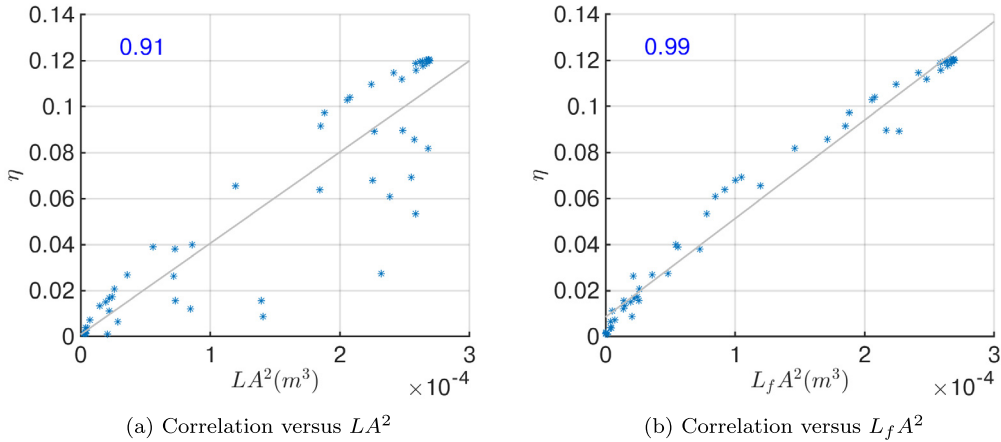 0.91
0.14
0.12
0.1
0.08
0.06
0.04
0.02
0
η
0 1 2 3
LA²(m³)
×10⁻⁴
(a) Correlation versus LA²
0.99
0.14
0.12
0.1
0.08
0.06
0.04
0.02
0
η
0 1 2 3
L_fA²(m³)
×10⁻⁴
(b) Correlation versus L_fA²